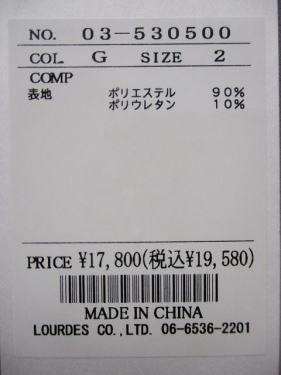 NO. 03-530500
COL. G SIZE 2
COMP
表地 ポリエステル 90%
ポリウレタン 10%
PRICE ¥17,800(税込¥19,580)
MADE IN CHINA
LOURDES CO.,LTD. 06-6536-2201